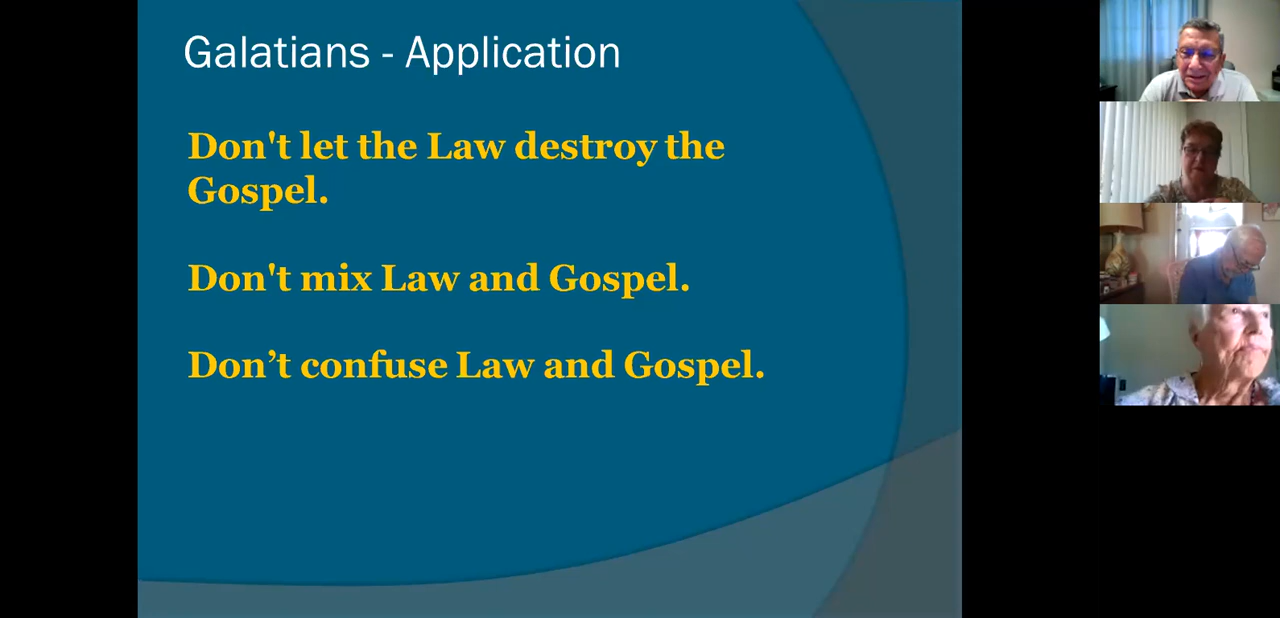 Galatians - Application
Don't let the Law destroy the
Gospel.
Don't mix Law and Gospel.
Don’t confuse Law and Gospel.